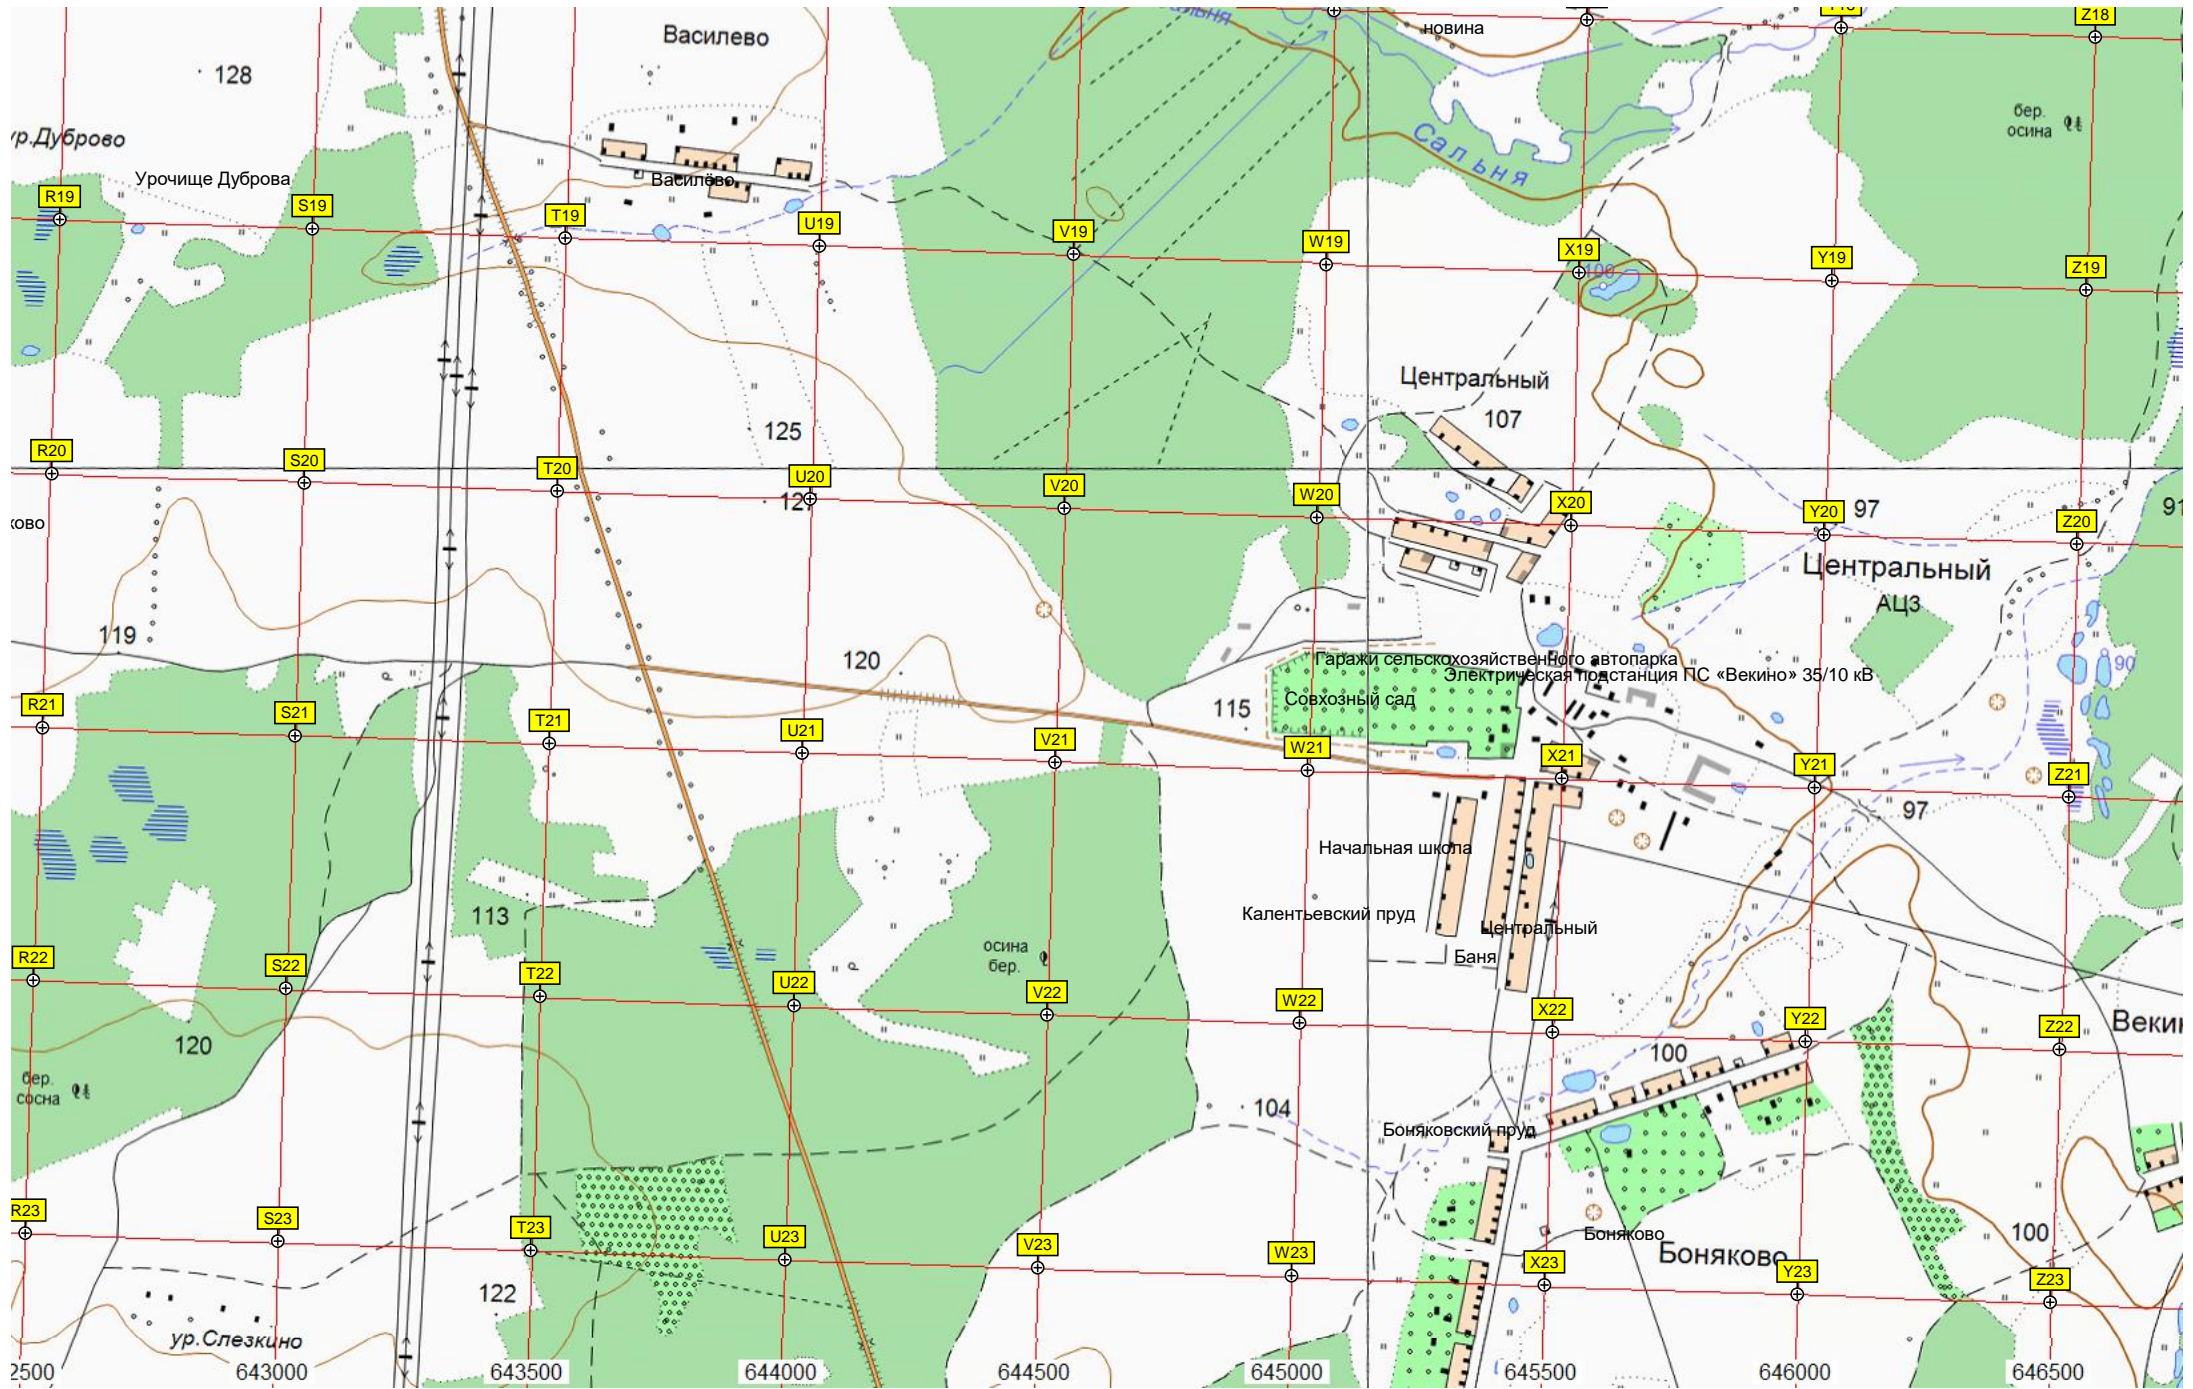 альня
новина
Z18
Василево
128
ур.Дуброво
бер.
осина
Сальня
Урочище Дуброва
Василёво
R19
S19
T19
U19
V19
W19
X19
Y19
Z19
100
Центральный
107
125
R20
S20
T20
U20
V20
W20
X20
Y20
Z20
127
97
91
ково
Центральный
АЦЗ
119
120
Гаражи сельскохозяйственного автопарка
Электрическая подстанция ПС «Векино» 35/10 кВ
90
Совхозный сад
115
R21
S21
T21
U21
V21
W21
X21
Y21
Z21
97
Начальная школа
113
Калентьевский пруд
Центральный
осина
бер.
Баня
R22
S22
T22
U22
V22
W22
X22
Y22
Z22
Веки
120
100
бер.
сосна
104
Боняковский пруд
R23
S23
T23
U23
V23
W23
X23
Y23
Z23
Боняково
Боняково
100
122
ур.Слезкино
2500
643000
643500
644000
644500
645000
645500
646000
646500